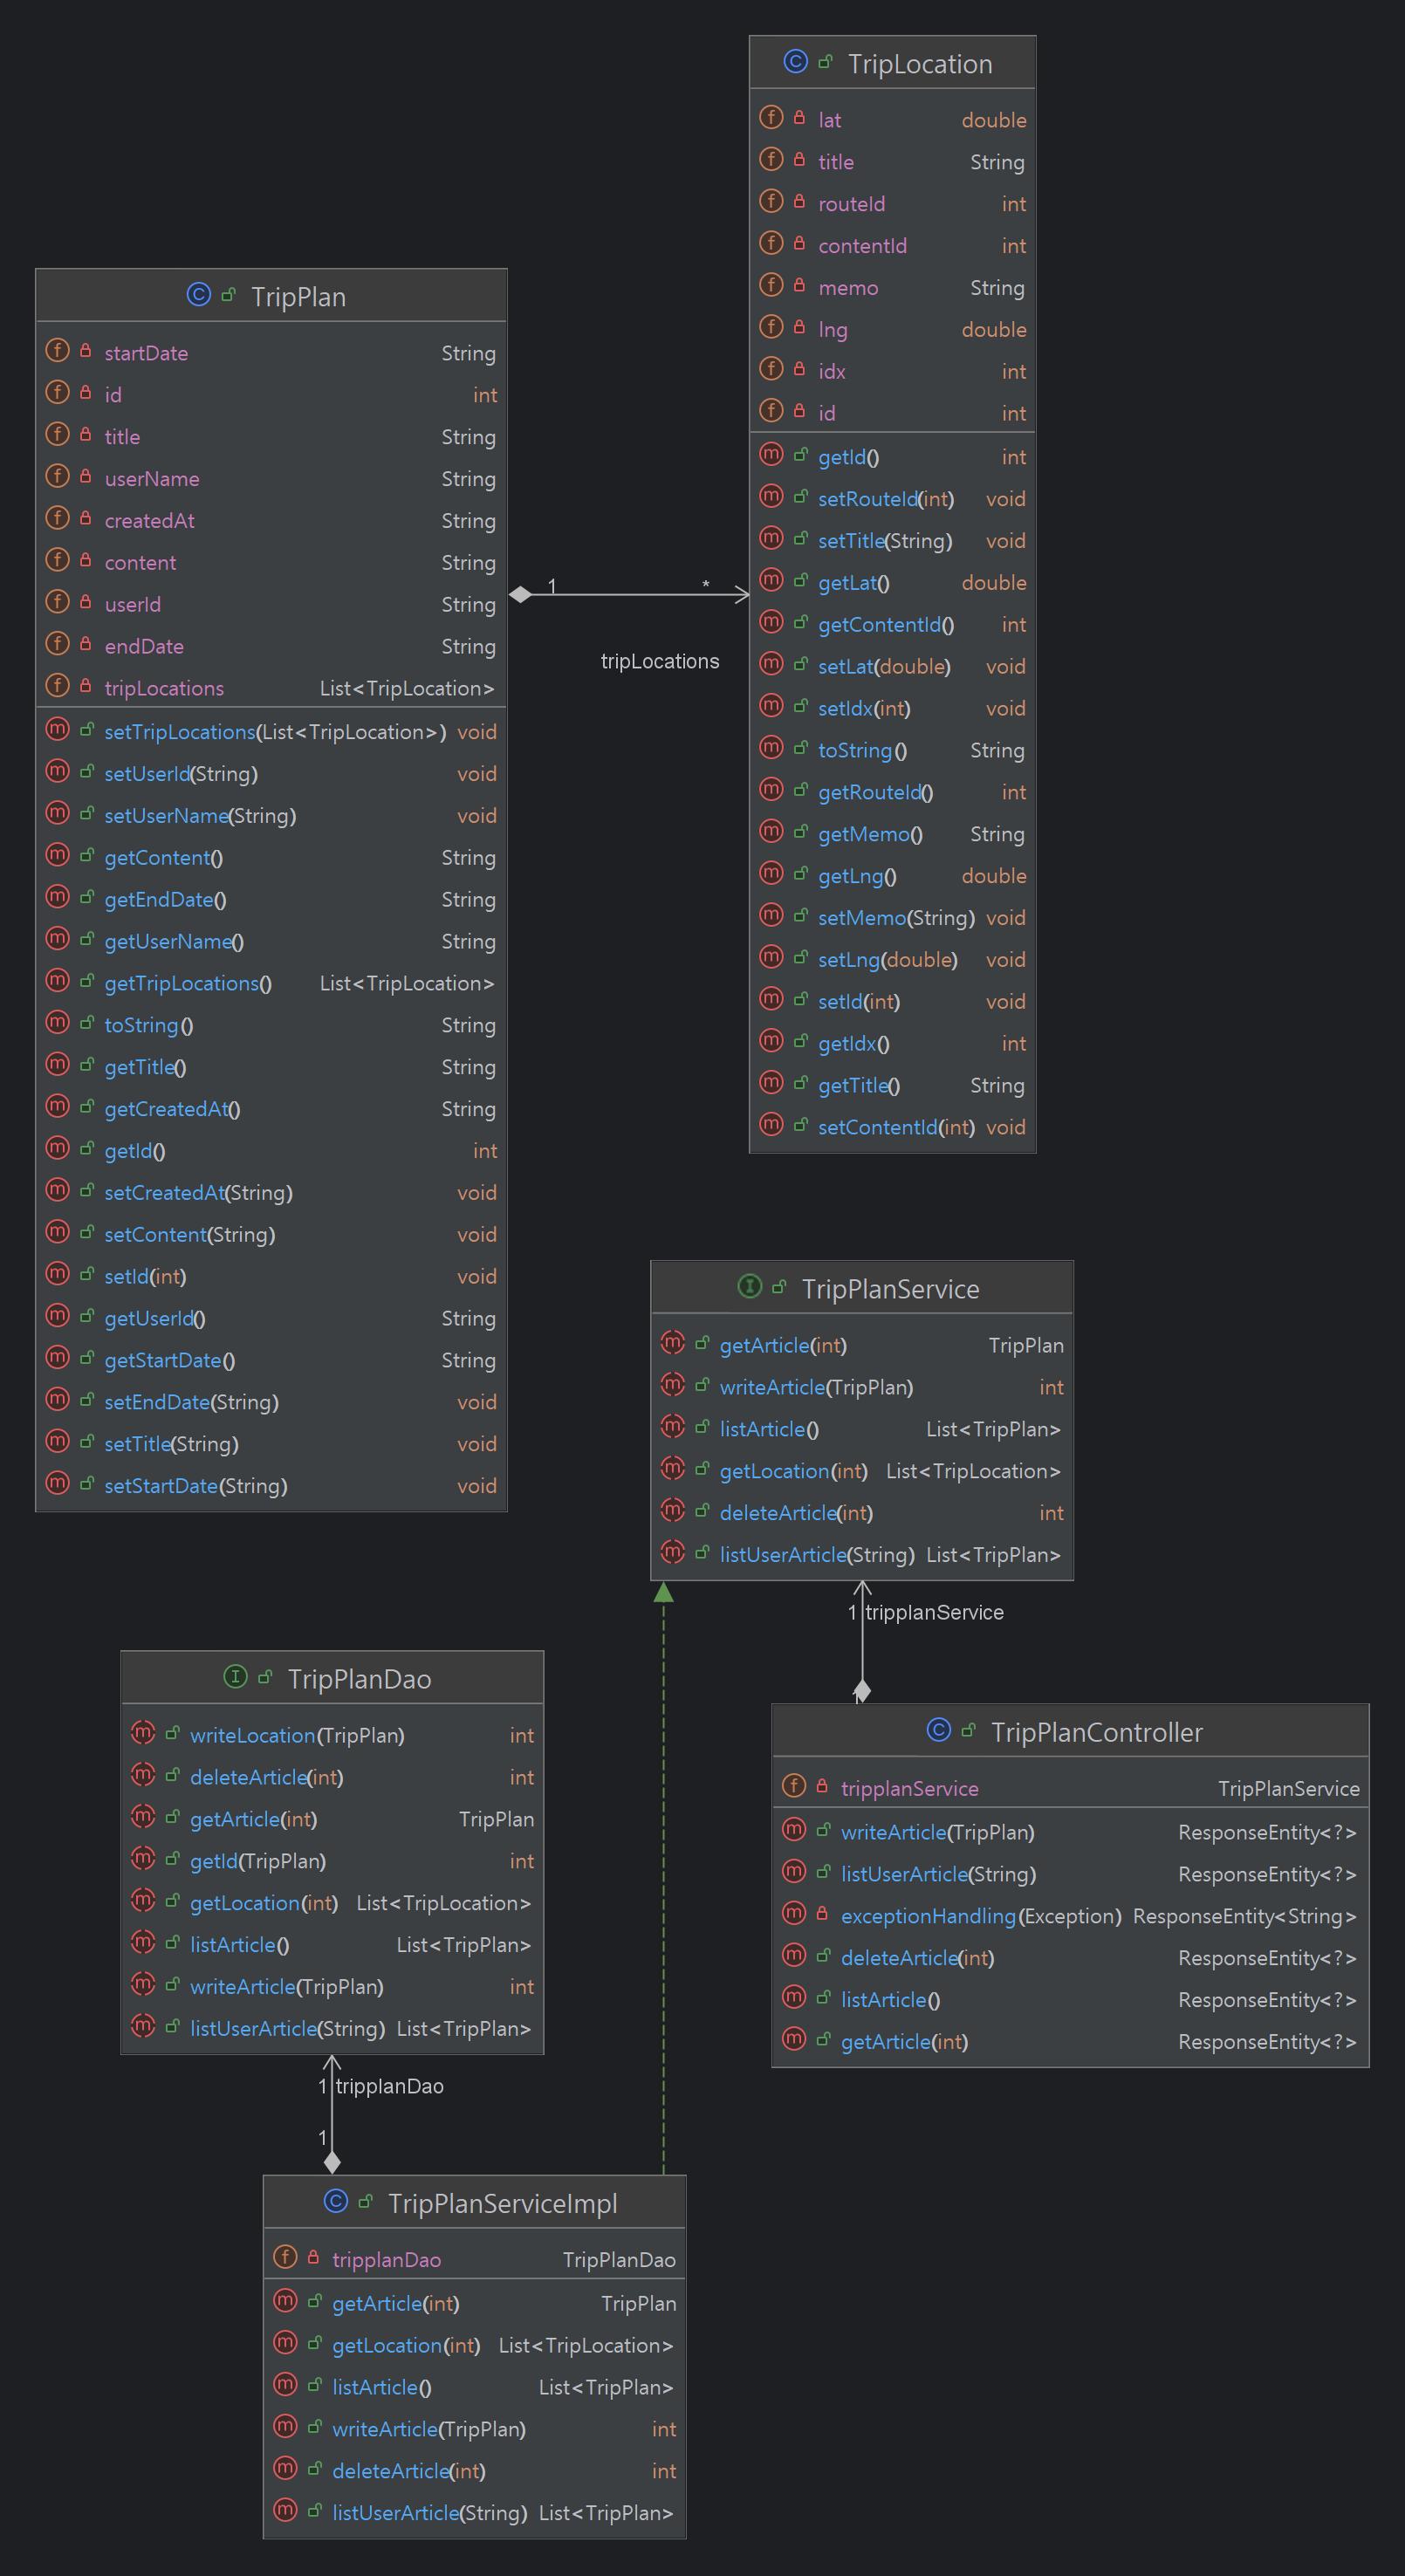 TripLocation
lat double
title String
routeId int
contentId int
memo String
lng double
idx int
id int
getId() int
setRouteId(int) void
setTitle(String) void
getLat() double
getContentId() int
setLat(double) void
setIdx(int) void
toString() String
getRouteId() int
getMemo() String
getLng() double
setMemo(String) void
setLng(double) void
setId(int) void
getIdx() int
getTitle() String
setContentId(int) void
TripPlan
startDate String
id int
title String
userName String
createdAt String
content String
userId String
endDate String
tripLocations List<TripLocation>
setTripLocations(List<TripLocation>) void
setUserId(String) void
setUserName(String) void
getContent() String
getEndDate() String
getUserName() String
getTripLocations() List<TripLocation>
toString() String
getTitle() String
getCreatedAt() String
getId() int
setCreatedAt(String) void
setContent(String) void
setId(int) void
getUserId() String
getStartDate() String
setEndDate(String) void
setTitle(String) void
setStartDate(String) void
1 *
tripLocations
TripPlanService
getArticle(int) TripPlan
writeArticle(TripPlan) int
listArticle() List<TripPlan>
getLocation(int) List<TripLocation>
deleteArticle(int) int
listUserArticle(String) List<TripPlan>
1 tripplanService
1
TripPlanController
tripplanService TripPlanService
writeArticle(TripPlan) ResponseEntity<?>
listUserArticle(String) ResponseEntity<?>
exceptionHandling(Exception) ResponseEntity<String>
deleteArticle(int) ResponseEntity<?>
listArticle() ResponseEntity<?>
getArticle(int) ResponseEntity<?>
TripPlanDao
writeLocation(TripPlan) int
deleteArticle(int) int
getArticle(int) TripPlan
getId(TripPlan) int
getLocation(int) List<TripLocation>
listArticle() List<TripPlan>
writeArticle(TripPlan) int
listUserArticle(String) List<TripPlan>
1 tripplanDao
1
TripPlanServiceImpl
tripplanDao TripPlanDao
getArticle(int) TripPlan
getLocation(int) List<TripLocation>
listArticle() List<TripPlan>
writeArticle(TripPlan) int
deleteArticle(int) int
listUserArticle(String) List<TripPlan>